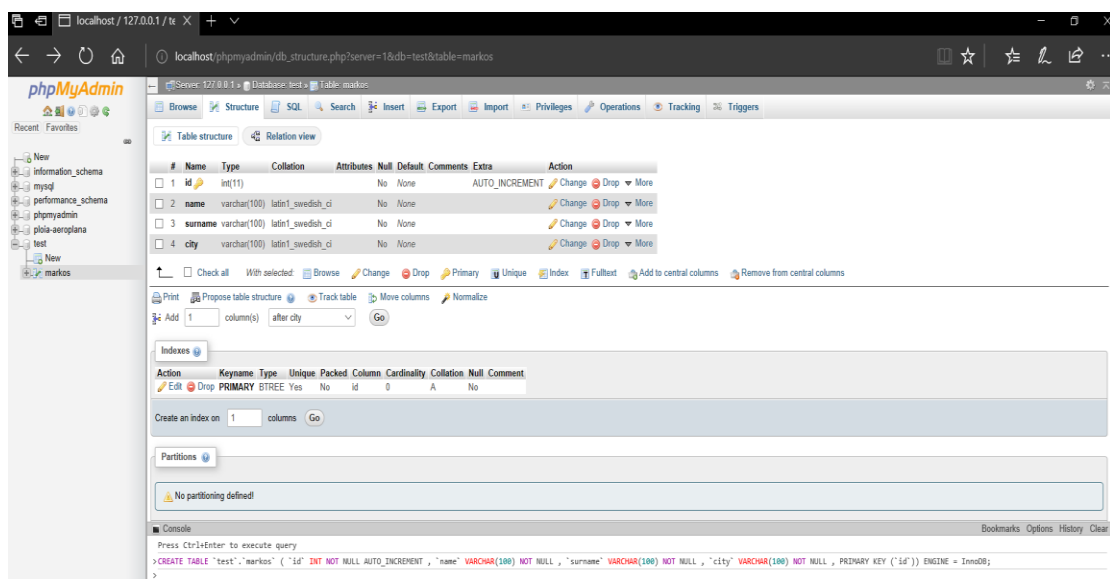 localhost / 127.0.0.1 / te
localhost/phpmyadmin/db_structure.php?server=1&db=test&table=markos
phpMyAdmin
Recent Favorites
New
information_schema
mysql
performance_schema
phpmyadmin
ploia-aeroplana
test
New
markos
Server: 127.0.0.1 » Database: test » Table: markos
Browse Structure SQL Search Insert Export Import Privileges Operations Tracking Triggers
Table structure Relation view
# Name Type Collation Attributes Null Default Comments Extra Action
1 id int(11) No None AUTO_INCREMENT Change Drop More
2 name varchar(100) latin1_swedish_ci No None Change Drop More
3 surname varchar(100) latin1_swedish_ci No None Change Drop More
4 city varchar(100) latin1_swedish_ci No None Change Drop More
Check all With selected: Browse Change Drop Primary Unique Index Fulltext Add to central columns Remove from central columns
Print Propose table structure Track table Move columns Normalize
Add 1 column(s) after city Go
Indexes
Action Keyname Type Unique Packed Column Cardinality Collation Null Comment
Edit Drop PRIMARY BTREE Yes No id 0 A No
Create an index on 1 columns Go
Partitions
No partitioning defined!
Console Bookmarks Options History Clear
Press Ctrl+Enter to execute query
>CREATE TABLE `test`.`markos` ( `id` INT NOT NULL AUTO_INCREMENT , `name` VARCHAR(100) NOT NULL , `surname` VARCHAR(100) NOT NULL , `city` VARCHAR(100) NOT NULL , PRIMARY KEY (`id`)) ENGINE = InnoDB;
>